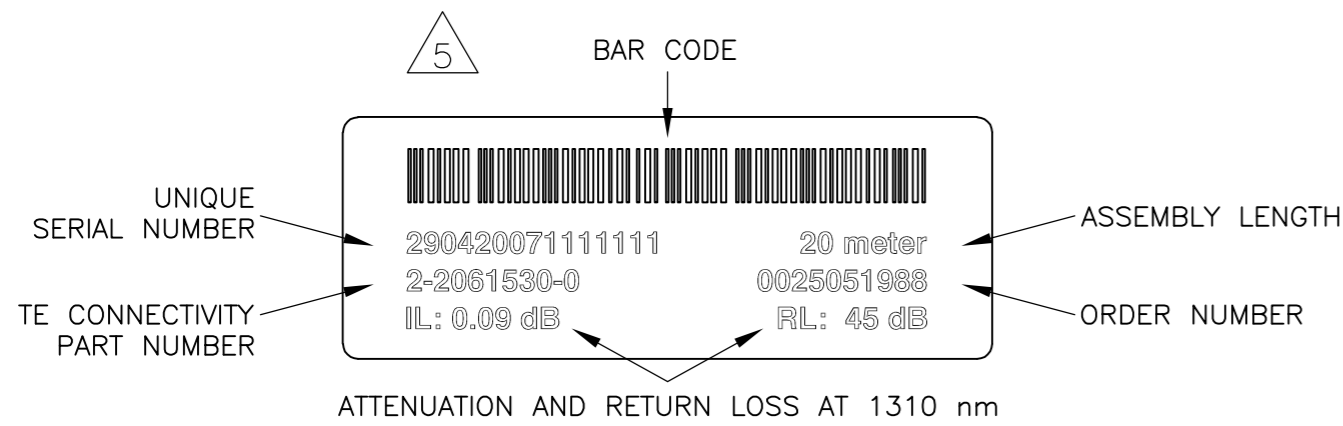 5
BAR CODE
UNIQUE
SERIAL NUMBER
290420071111111
20 meter
ASSEMBLY LENGTH
TE CONNECTIVITY
PART NUMBER
2-2061530-0
0025051988
ORDER NUMBER
IL: 0.09 dB
RL: 45 dB
ATTENUATION AND RETURN LOSS AT 1310 nm